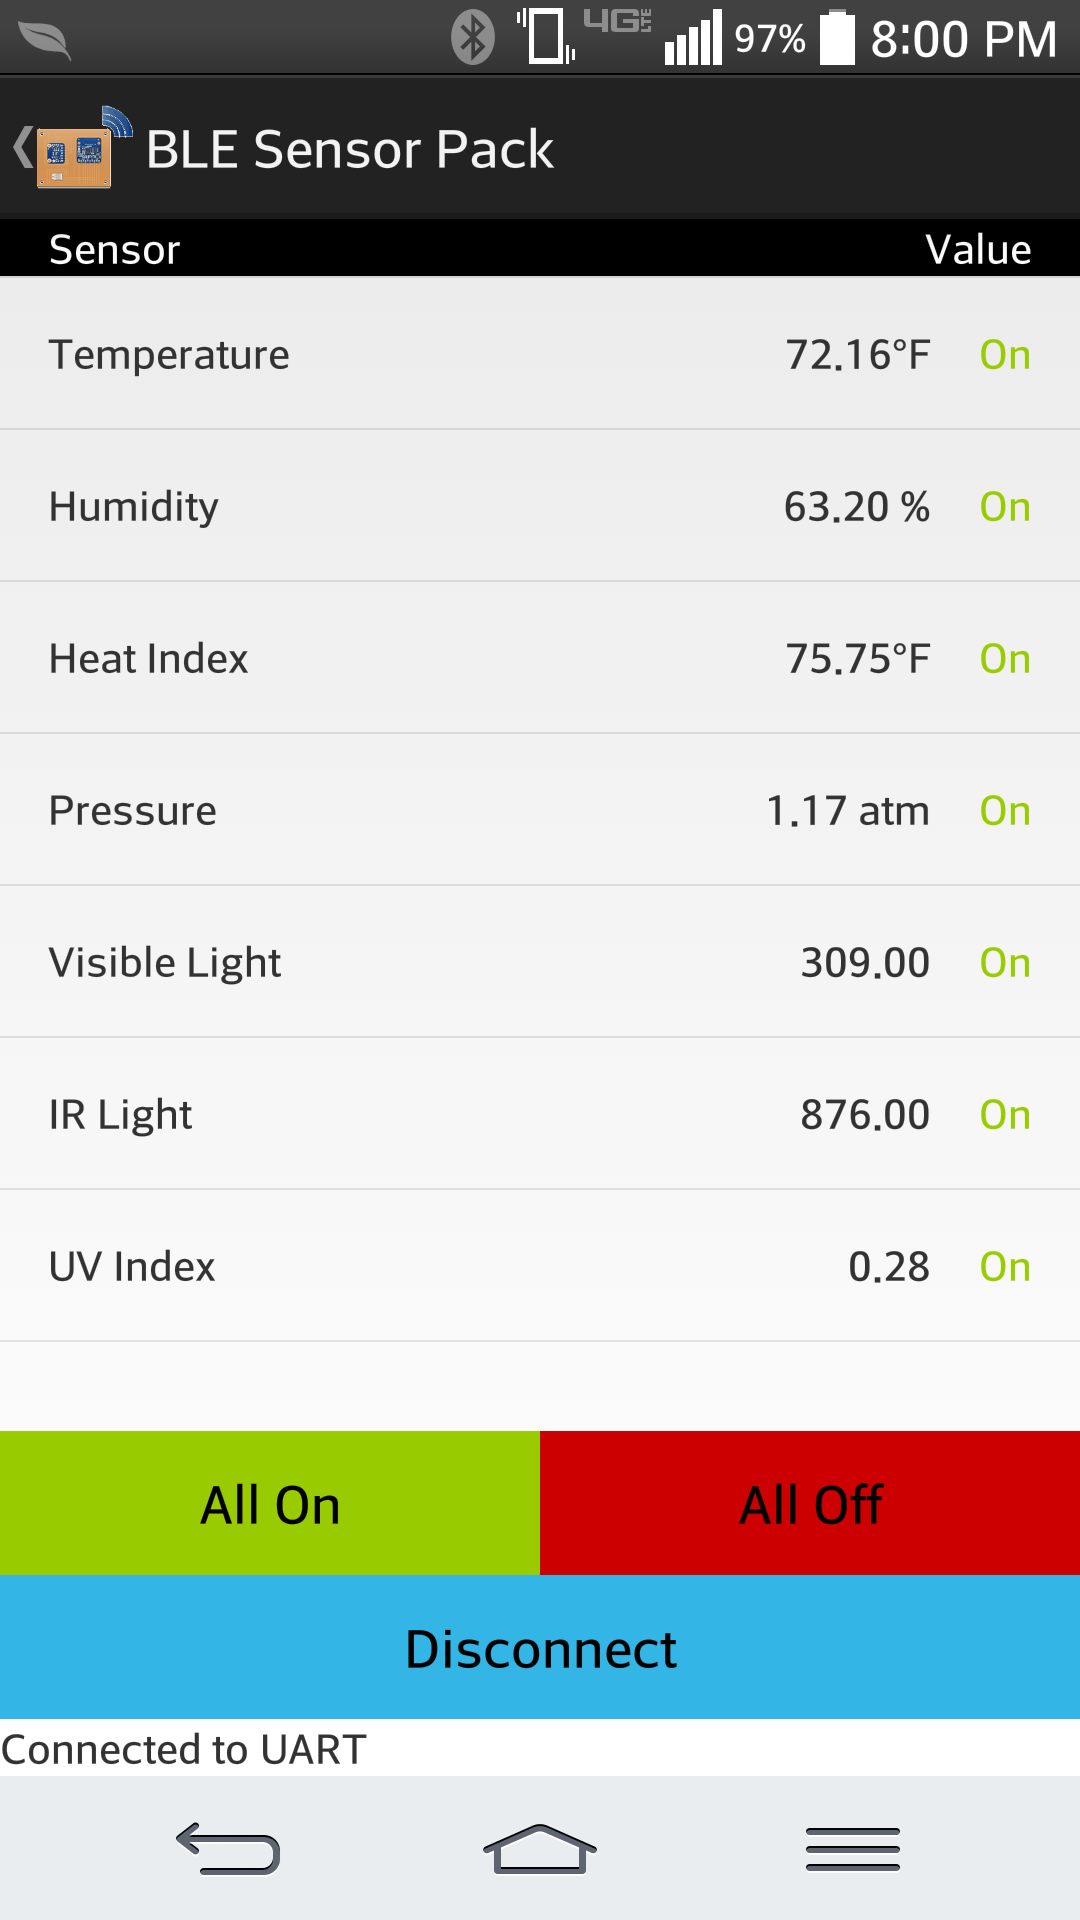 4G LTE 97% 8:00 PM
BLE Sensor Pack
Sensor Value
Temperature 72.16°F On
Humidity 63.20 % On
Heat Index 75.75°F On
Pressure 1.17 atm On
Visible Light 309.00 On
IR Light 876.00 On
UV Index 0.28 On
All On All Off
Disconnect
Connected to UART